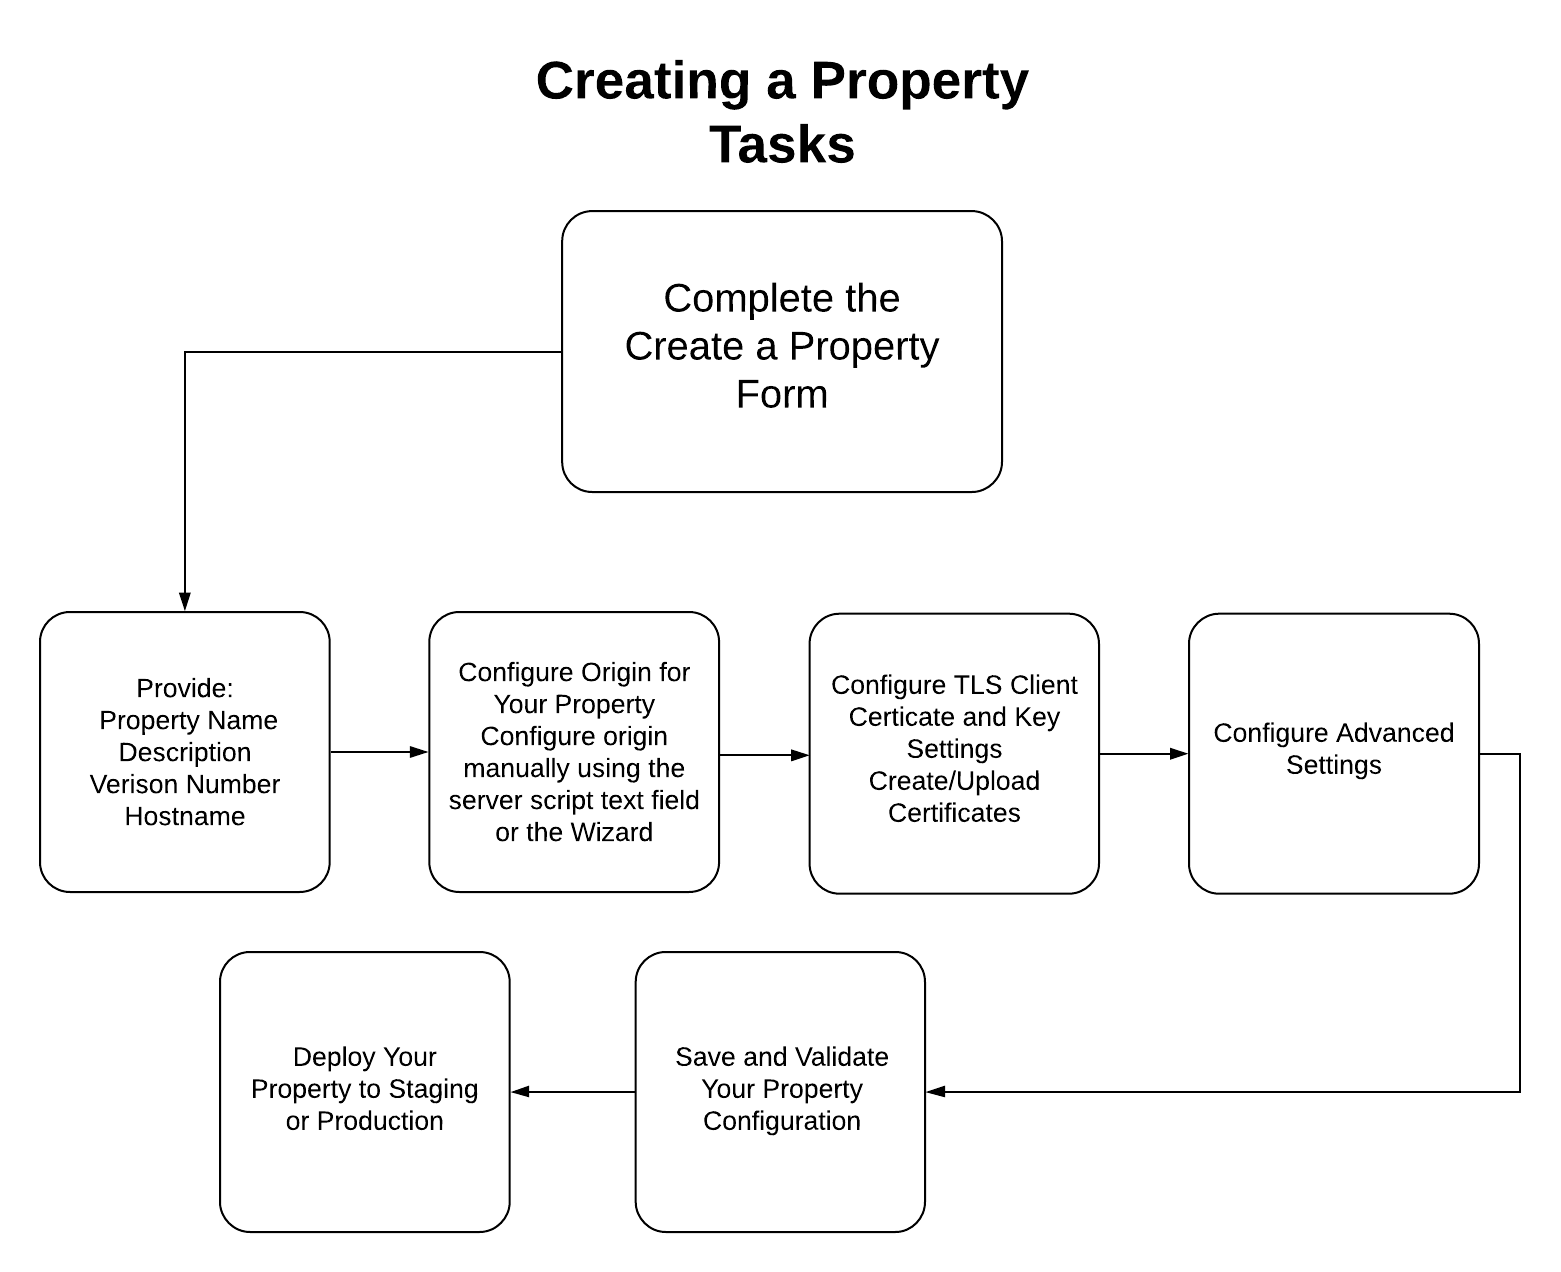 Creating a Property
Tasks
Complete the
Create a Property
Form
Provide:
Property Name
Description
Verison Number
Hostname
Configure Origin for
Your Property
Configure origin
manually using the
server script text field
or the Wizard
Configure TLS Client
Certicate and Key
Settings
Create/Upload
Certificates
Configure Advanced
Settings
Save and Validate
Your Property
Configuration
Deploy Your
Property to Staging
or Production